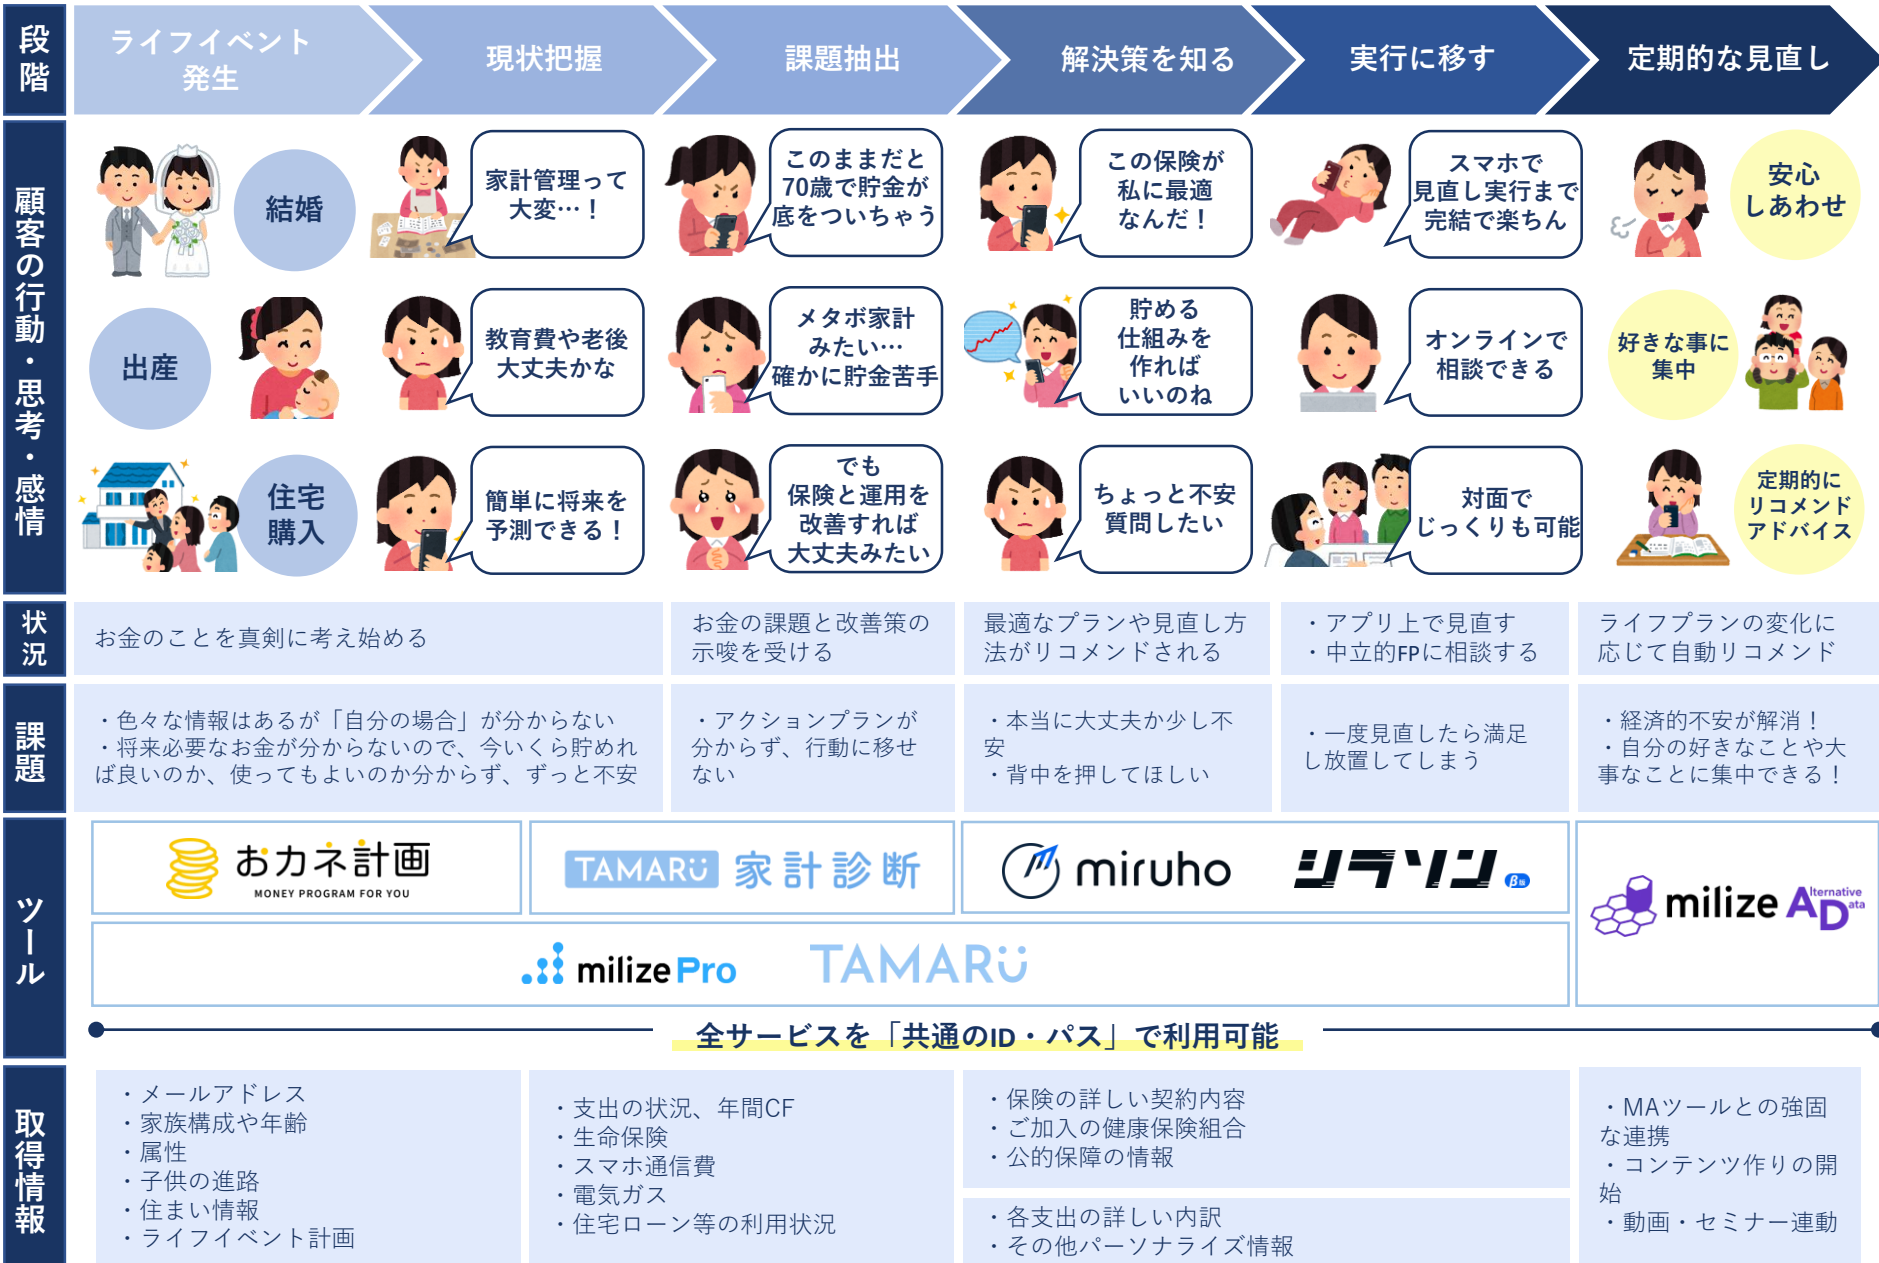 段階
ライフイベント
発生
現状把握
課題抽出
解決策を知る
実行に移す
定期的な見直し
顧客の行動・思考・感情
結婚
家計管理って
大変…！
このままだと
70歳で貯金が
底をついちゃう
この保険が
私に最適
なんだ！
スマホで
見直し実行まで
完結で楽ちん
安心
しあわせ
出産
教育費や老後
大丈夫かな
メタボ家計
みたい…
確かに貯金苦手
貯める
仕組みを
作れば
いいのね
オンラインで
相談できる
好きな事に
集中
住宅
購入
簡単に将来を
予測できる！
でも
保険と運用を
改善すれば
大丈夫みたい
ちょっと不安
質問したい
対面で
じっくりも可能
定期的に
リコメンド
アドバイス
状況
お金のことを真剣に考え始める
お金の課題と改善策の
示唆を受ける
最適なプランや見直し方
法がリコメンドされる
・アプリ上で見直す
・中立的FPに相談する
ライフプランの変化に
応じて自動リコメンド
課題
・色々な情報はあるが「自分の場合」が分からない
・将来必要なお金が分からないので、今いくら貯めれ
ば良いのか、使ってもよいのか分からず、ずっと不安
・アクションプランが
分からず、行動に移せ
ない
・本当に大丈夫か少し不
安
・背中を押してほしい
・一度見直したら満足
し放置してしまう
・経済的不安が解消！
・自分の好きなことや大
事なことに集中できる！
ツール
おカネ計画
MONEY PROGRAM FOR YOU
TAMARU 家計診断
miruho
シラソン β版
milize Alternative Data
milize Pro
TAMARU
全サービスを「共通のID・パス」で利用可能
取得情報
・メールアドレス
・家族構成や年齢
・属性
・子供の進路
・住まい情報
・ライフイベント計画
・支出の状況、年間CF
・生命保険
・スマホ通信費
・電気ガス
・住宅ローン等の利用状況
・保険の詳しい契約内容
・ご加入の健康保険組合
・公的保障の情報
・各支出の詳しい内訳
・その他パーソナライズ情報
・MAツールとの強固
な連携
・コンテンツ作りの開
始
・動画・セミナー連動